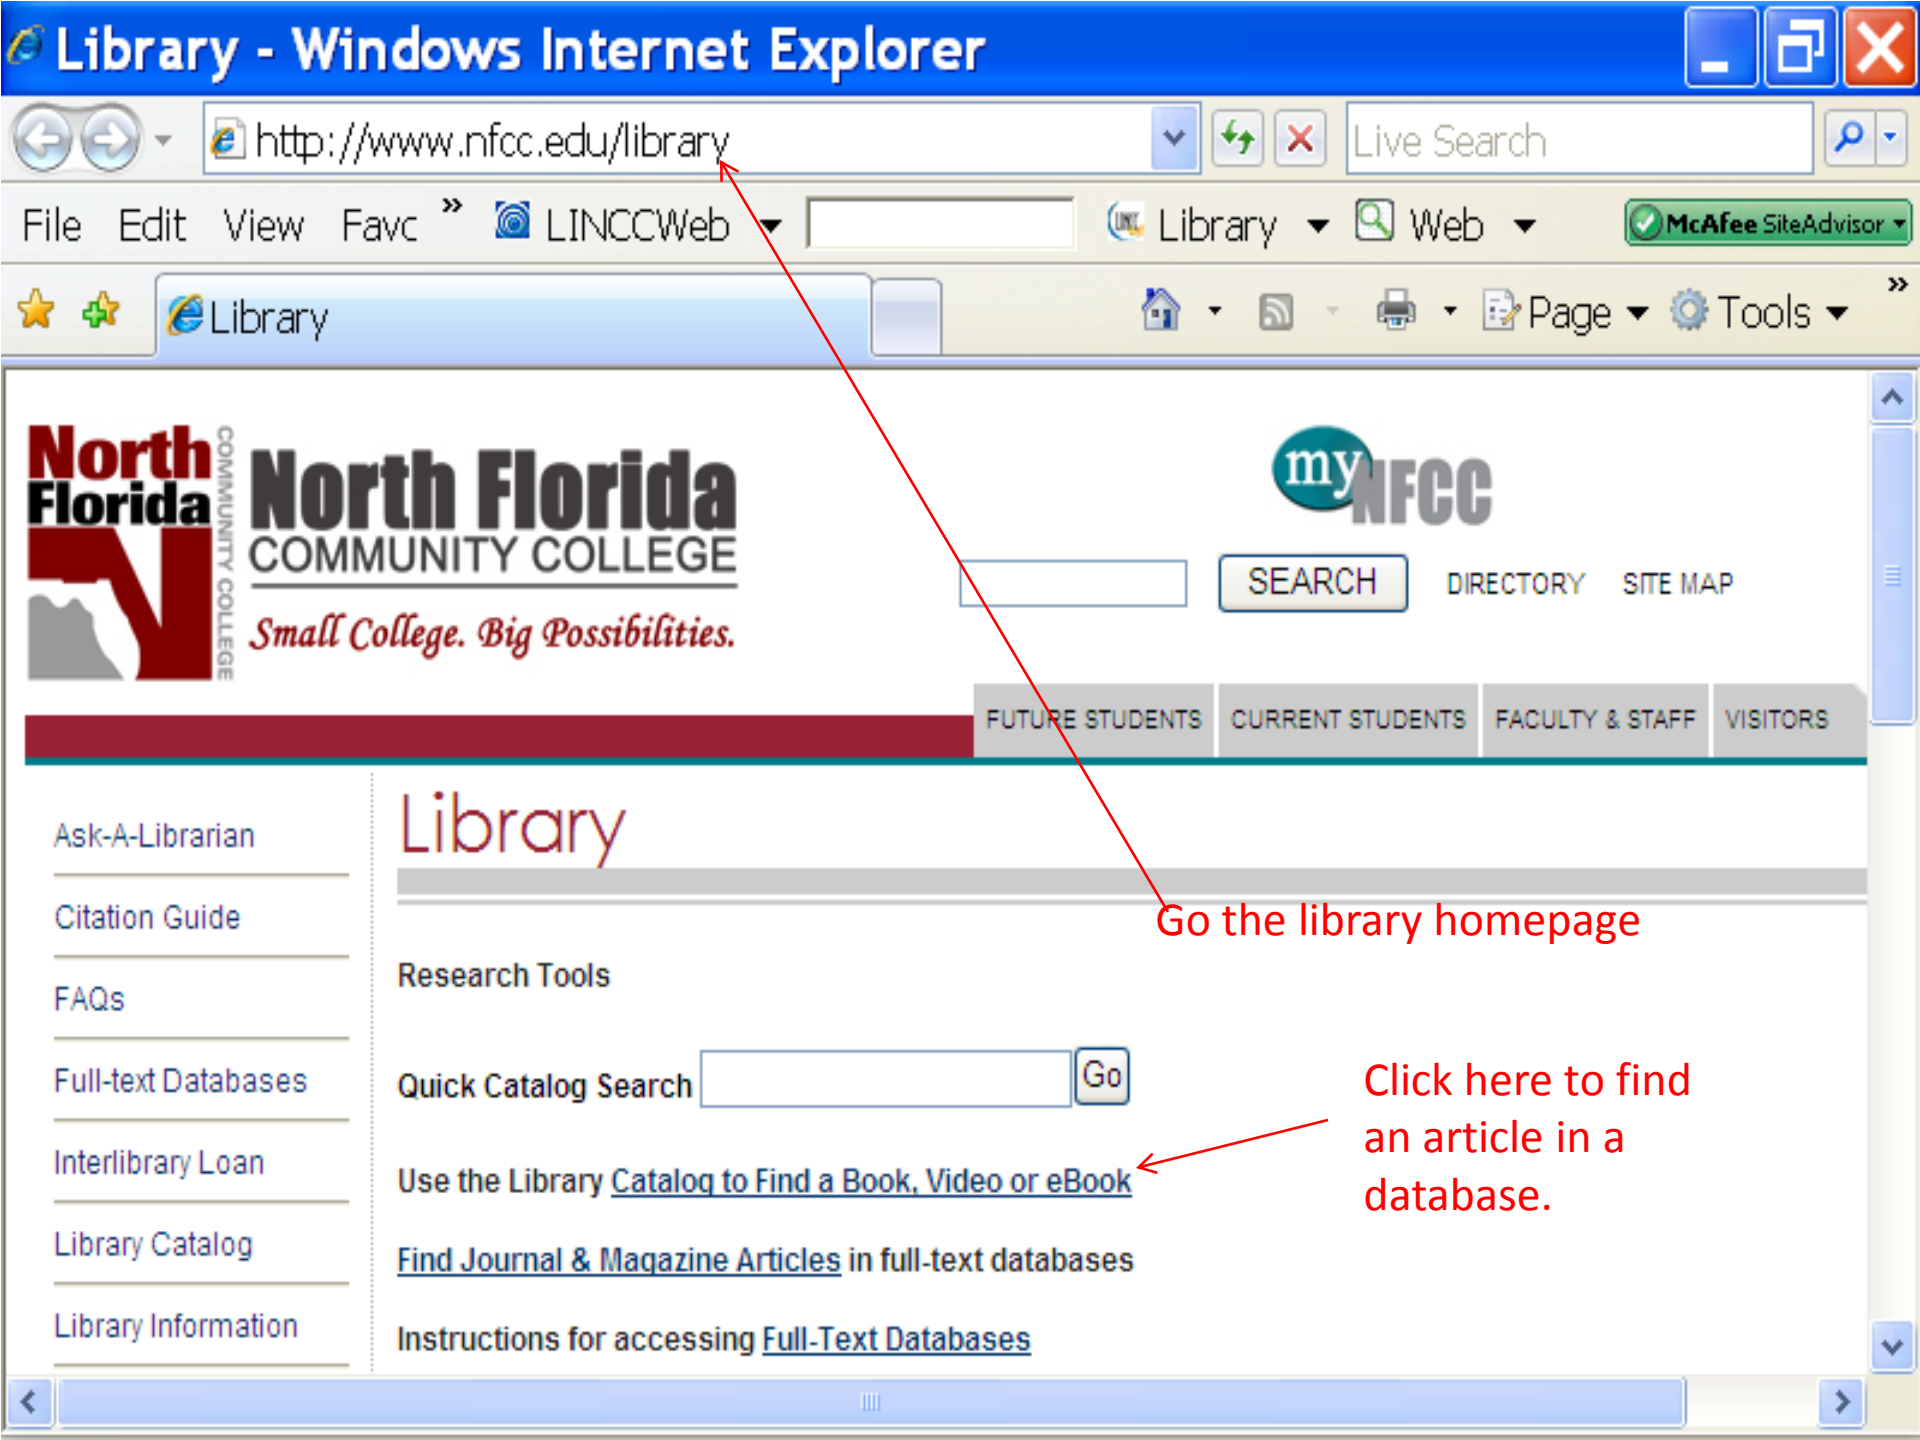 Library - Windows Internet Explorer
http://www.nfcc.edu/library
Live Search
File Edit View Favc » LINCCWeb Library Web McAfee SiteAdvisor
Library Page Tools »
North
Florida
COMMUNITY COLLEGE
North Florida
COMMUNITY COLLEGE
Small College. Big Possibilities.
my NFCC
SEARCH DIRECTORY SITE MAP
FUTURE STUDENTS CURRENT STUDENTS FACULTY & STAFF VISITORS
Ask-A-Librarian
Citation Guide
FAQs
Full-text Databases
Interlibrary Loan
Library Catalog
Library Information
Library
Go the library homepage
Research Tools
Quick Catalog Search Go
Click here to find
an article in a
database.
Use the Library Catalog to Find a Book, Video or eBook
Find Journal & Magazine Articles in full-text databases
Instructions for accessing Full-Text Databases